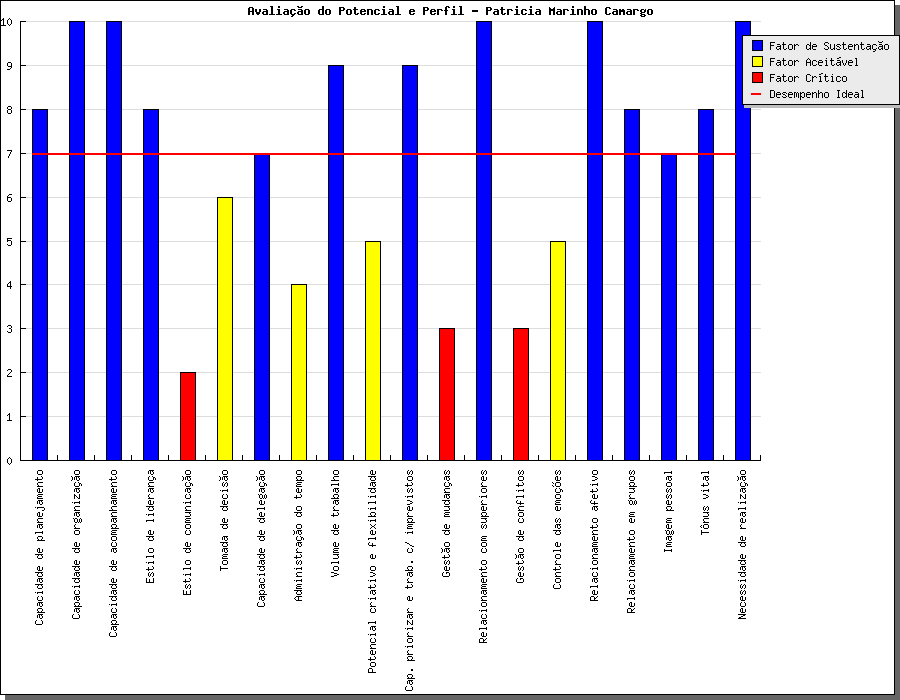 Avaliação do Potencial e Perfil - Patricia Marinho Camargo
10
9
8
7
6
5
4
3
2
1
0
Fator de Sustentação
Fator Aceitável
Fator Crítico
Desempenho Ideal
Capacidade de planejamento
Capacidade de organização
Capacidade de acompanhamento
Estilo de liderança
Estilo de comunicação
Tomada de decisão
Capacidade de delegação
Administração do tempo
Volume de trabalho
Potencial criativo e flexibilidade
Cap. priorizar e trab. c/ imprevistos
Gestão de mudanças
Relacionamento com superiores
Gestão de conflitos
Controle das emoções
Relacionamento afetivo
Relacionamento em grupos
Imagem pessoal
Tônus vital
Necessidade de realização